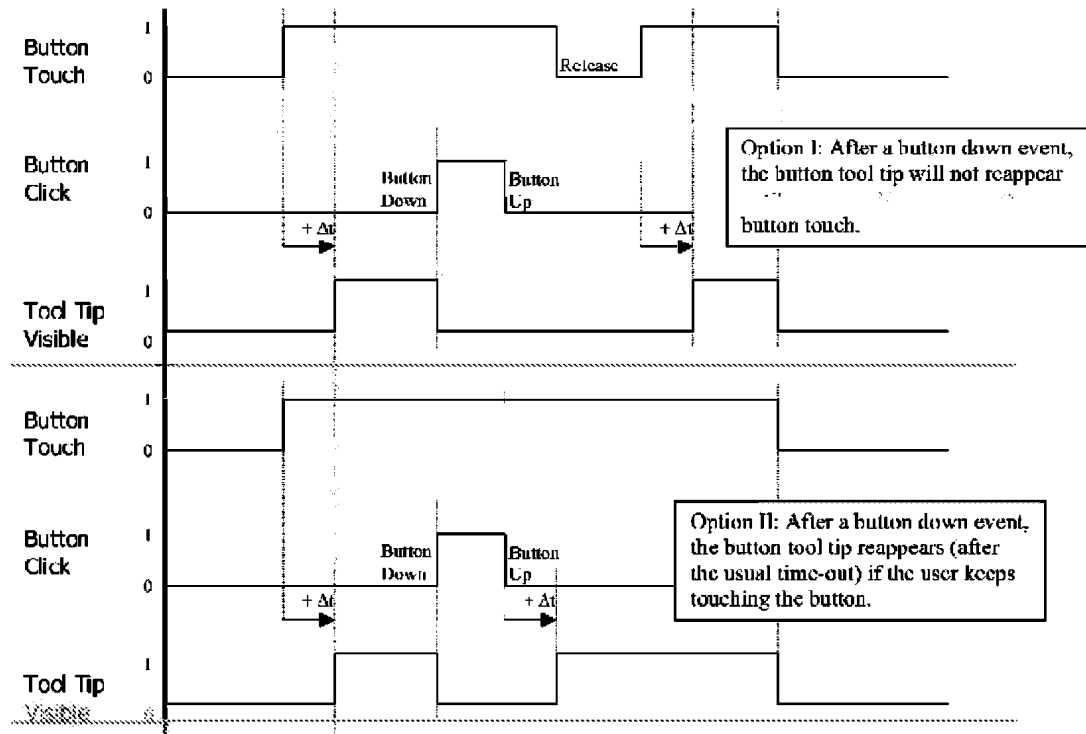 Button
Touch
1
0
Release
Button
Click
1
0
Button
Down
Button
Up
+ Δt
+ Δt
Option I: After a button down event,
the button tool tip will not reappear
button touch.
Tool Tip
Visible
1
0
Button
Touch
1
0
Button
Click
1
0
Button
Down
Button
Up
+ Δt
+ Δt
Option II: After a button down event,
the button tool tip reappears (after
the usual time-out) if the user keeps
touching the button.
Tool Tip
Visible
1